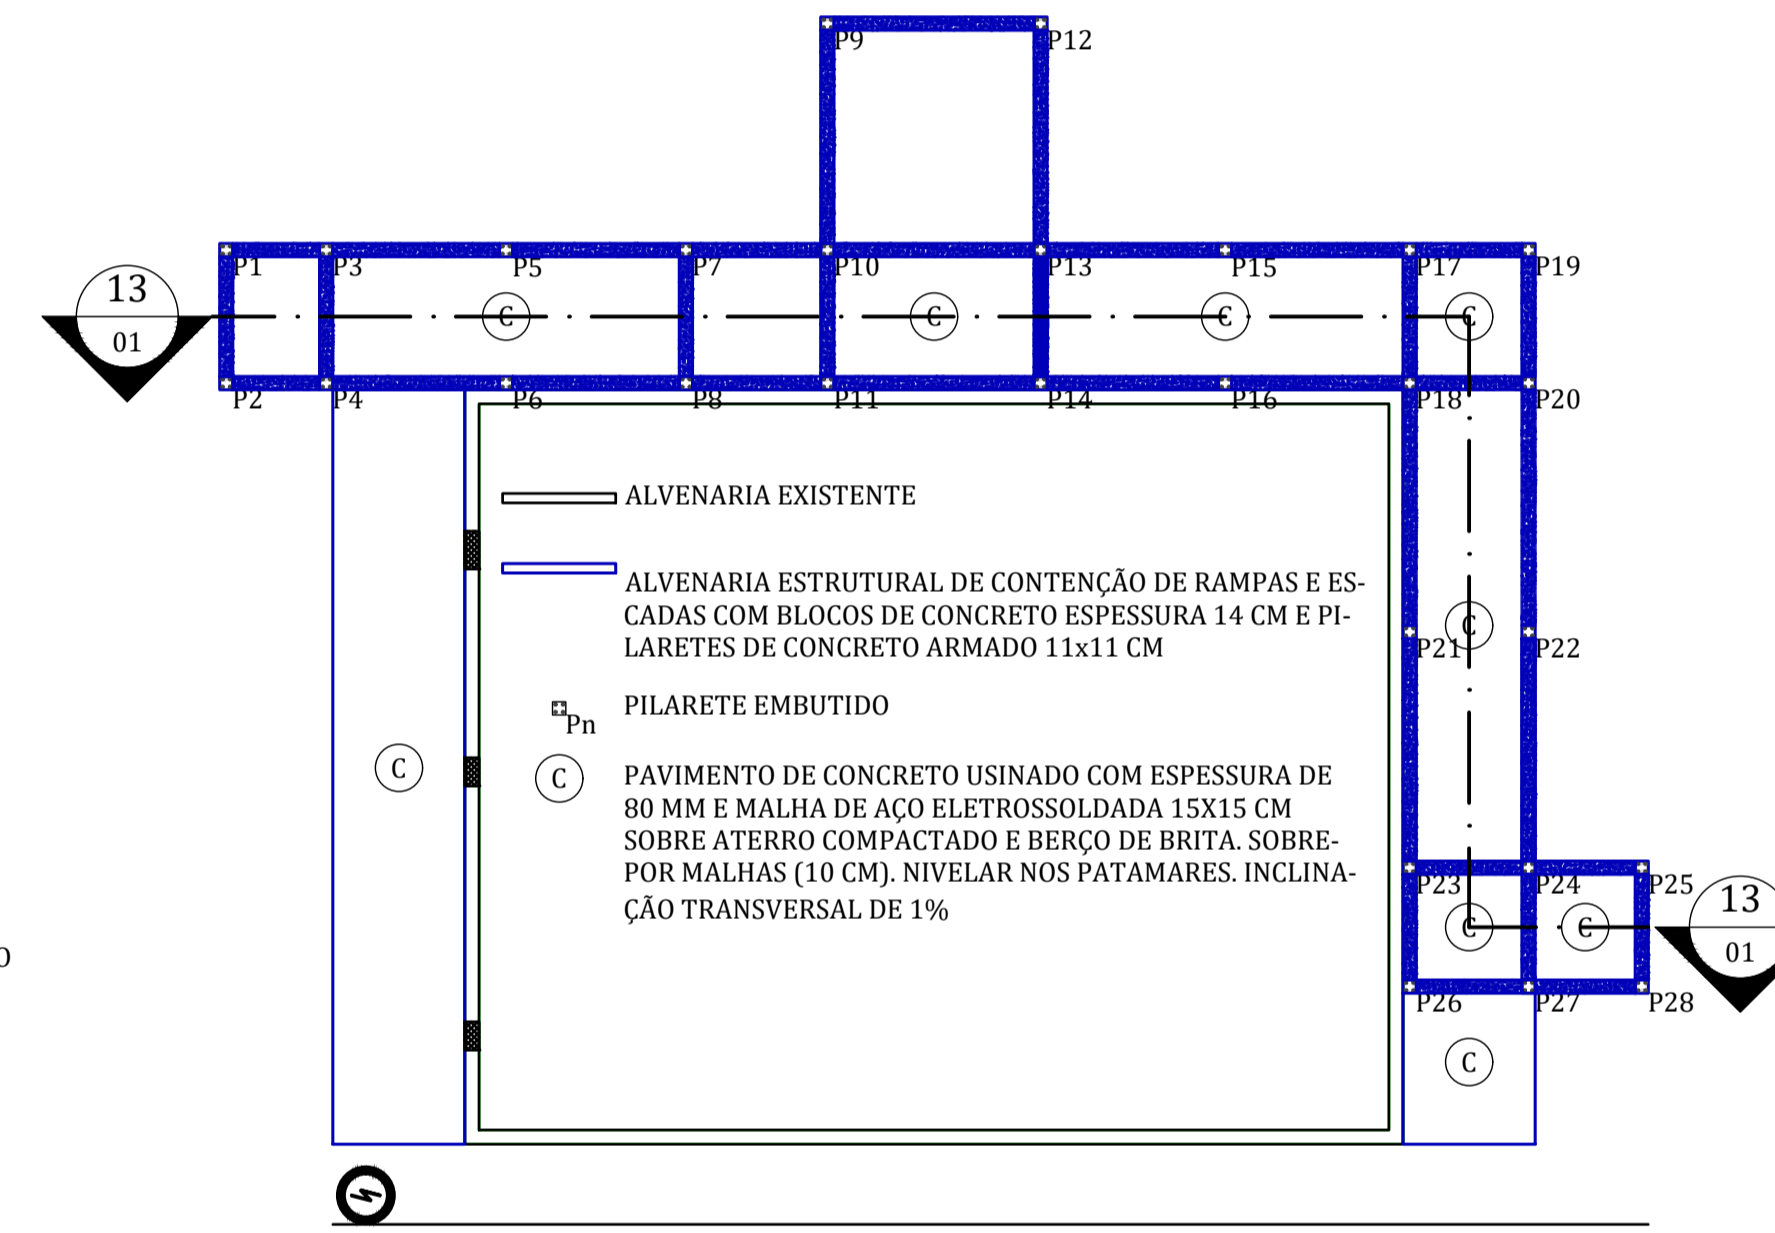 P9
P12
P1
P3
P5
P7
P10
P13
P15
P17
P19
13
01
C
C
C
C
P2
P4
P6
P8
P11
P14
P16
P18
P20
ALVENARIA EXISTENTE
ALVENARIA ESTRUTURAL DE CONTENÇÃO DE RAMPAS E ES-
CADAS COM BLOCOS DE CONCRETO ESPESSURA 14 CM E PI-
LARETES DE CONCRETO ARMADO 11x11 CM
C
P21
P22
PILARETE EMBUTIDO
Pn
C
C
PAVIMENTO DE CONCRETO USINADO COM ESPESSURA DE
80 MM E MALHA DE AÇO ELETROSSOLDADA 15X15 CM
SOBRE ATERRO COMPACTADO E BERÇO DE BRITA. SOBRE-
POR MALHAS (10 CM). NIVELAR NOS PATAMARES. INCLINA-
ÇÃO TRANSVERSAL DE 1%
P23
P24
P25
C
C
13
01
O
P26
P27
P28
C